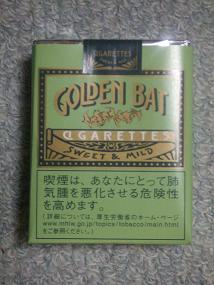 CIGARETTES
GOLDEN BAT
CIGARETTES
SWEET & MILD
喫煙は、あなたにとって肺
気腫を悪化させる危険性
を高めます。
(詳細については、厚生労働省のホーム・ページ
www.mhlw.go.jp/topics/tobacco/main.html
をご参照ください。)